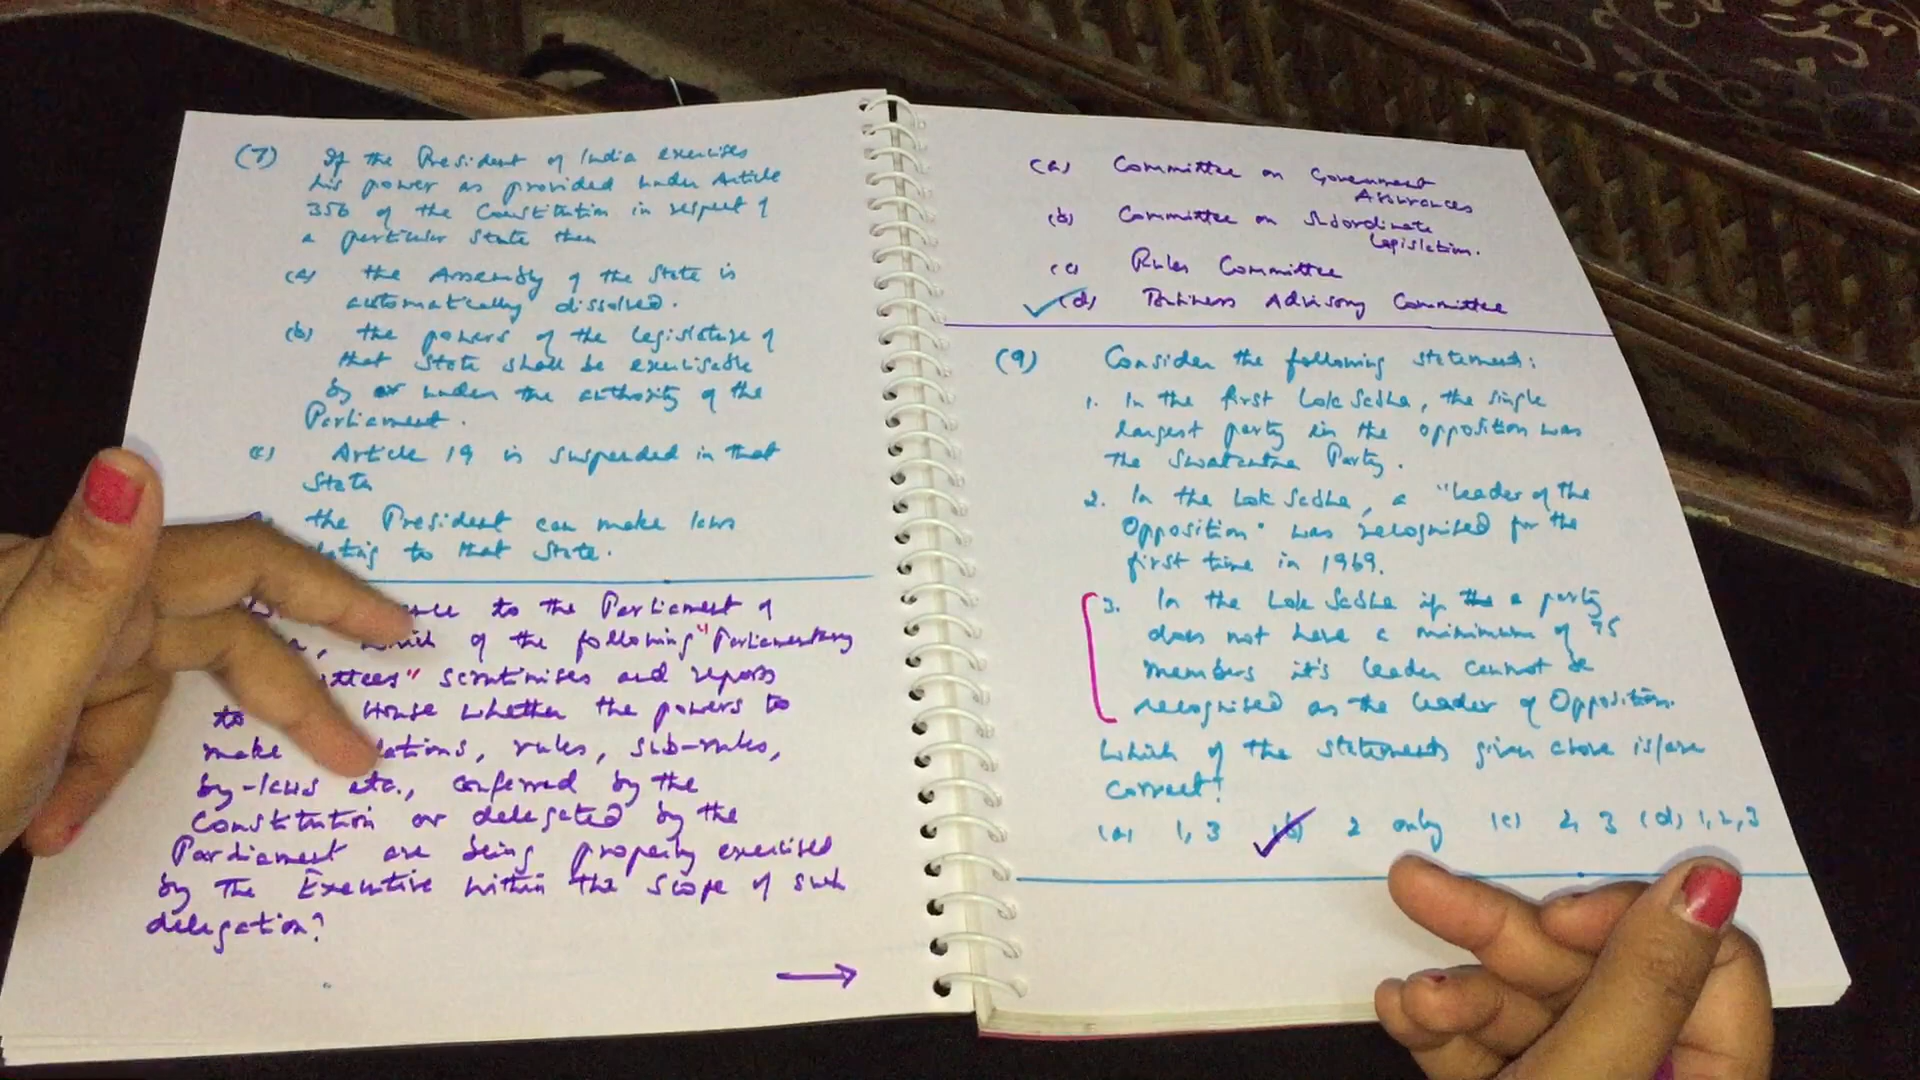 (7) If the President of India exercises
his power as provided under Article
356 of the Constitution in respect of
a particular State then
(a) the Assembly of the State is
automatically dissolved.
(b) the powers of the legislature of
that State shall be exercisable
by or under the authority of the
Parliament.
(c) Article 19 is suspended in that
State
the President can make laws
to that State.
to the Parliament of
of the following "Parliamentary
" scrutinises and reports
to House whether the powers to
make rules, sub-rules,
by-laws etc., conferred by the
Constitution or delegated by the
Pardiament are being properly exercised
by The Executive within the scope of such
delegation?
(a) Committee on Government
Assurances
(b) Committee on Subordinate
Legislation.
(c) Rules Committee
(d) Business Advisory Committee
(9) Consider the following statements:
1. In the first Lok Sabha, the single
largest party in the opposition was
the Swatantra Party.
2. In the Lok Sabha, a "Leader of the
Opposition" was recognised for the
first time in 1969.
3. In the Lok Sabha if a party
does not have a minimum of 75
members it's leader cannot be
recognised as the leader of Opposition.
Which of the statements given above is/are
correct?
(a) 1, 3 (b) 2 only (c) 2, 3 (d) 1, 2, 3